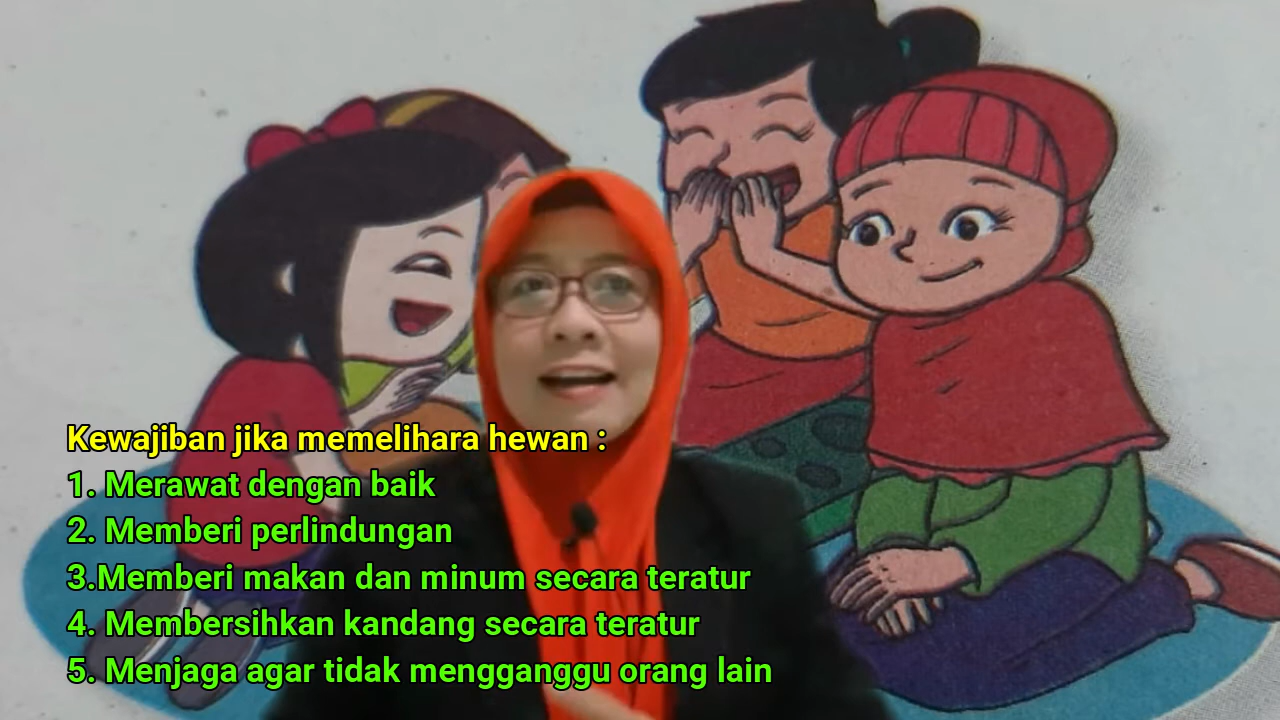 Kewajiban jika memelihara hewan :
1. Merawat dengan baik
2. Memberi perlindungan
3.Memberi makan dan minum secara teratur
4. Membersihkan kandang secara teratur
5. Menjaga agar tidak mengganggu orang lain